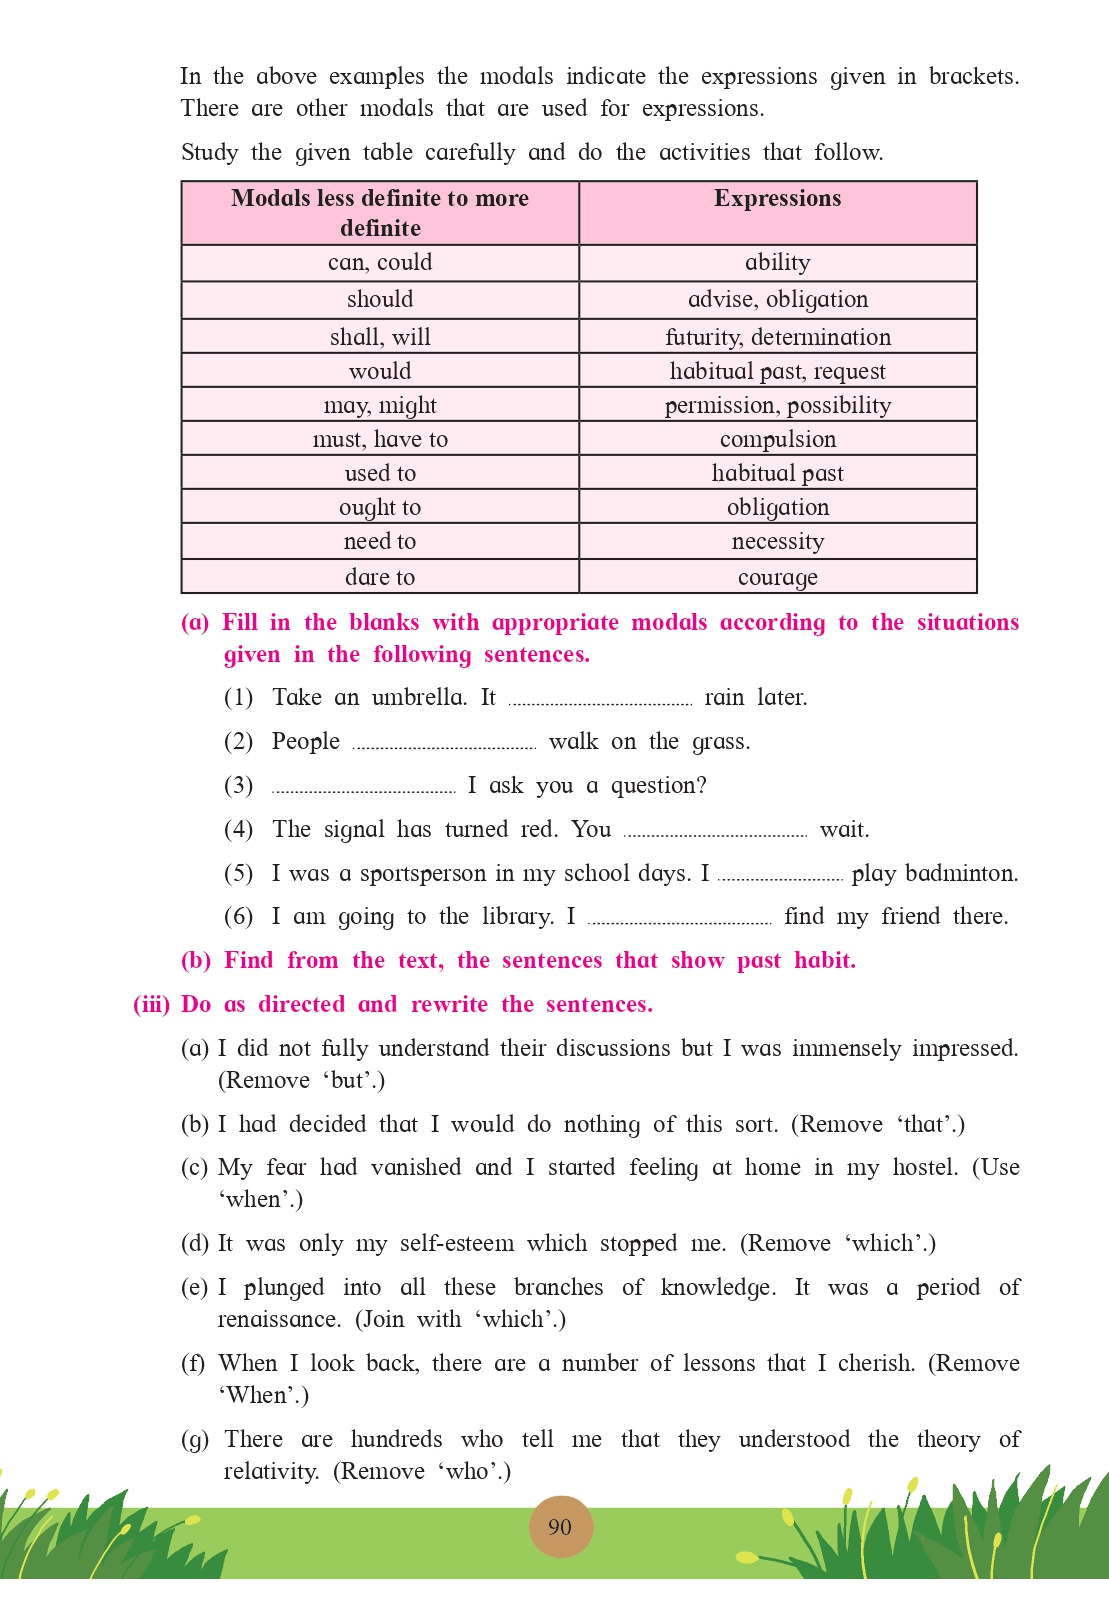 In the above examples the modals indicate the expressions given in brackets.
There are other modals that are used for expressions.
Study the given table carefully and do the activities that follow.
Modals less definite to more definite Expressions
can, could ability
should advise, obligation
shall, will futurity, determination
would habitual past, request
may, might permission, possibility
must, have to compulsion
used to habitual past
ought to obligation
need to necessity
dare to courage
(a) Fill in the blanks with appropriate modals according to the situations
given in the following sentences.
(1) Take an umbrella. It ........................................ rain later.
(2) People ........................................ walk on the grass.
(3) ........................................ I ask you a question?
(4) The signal has turned red. You ........................................ wait.
(5) I was a sportsperson in my school days. I ........................... play badminton.
(6) I am going to the library. I ........................................ find my friend there.
(b) Find from the text, the sentences that show past habit.
(iii) Do as directed and rewrite the sentences.
(a) I did not fully understand their discussions but I was immensely impressed.
(Remove ‘but’.)
(b) I had decided that I would do nothing of this sort. (Remove ‘that’.)
(c) My fear had vanished and I started feeling at home in my hostel. (Use
‘when’.)
(d) It was only my self-esteem which stopped me. (Remove ‘which’.)
(e) I plunged into all these branches of knowledge. It was a period of
renaissance. (Join with ‘which’.)
(f) When I look back, there are a number of lessons that I cherish. (Remove
‘When’.)
(g) There are hundreds who tell me that they understood the theory of
relativity. (Remove ‘who’.)
90